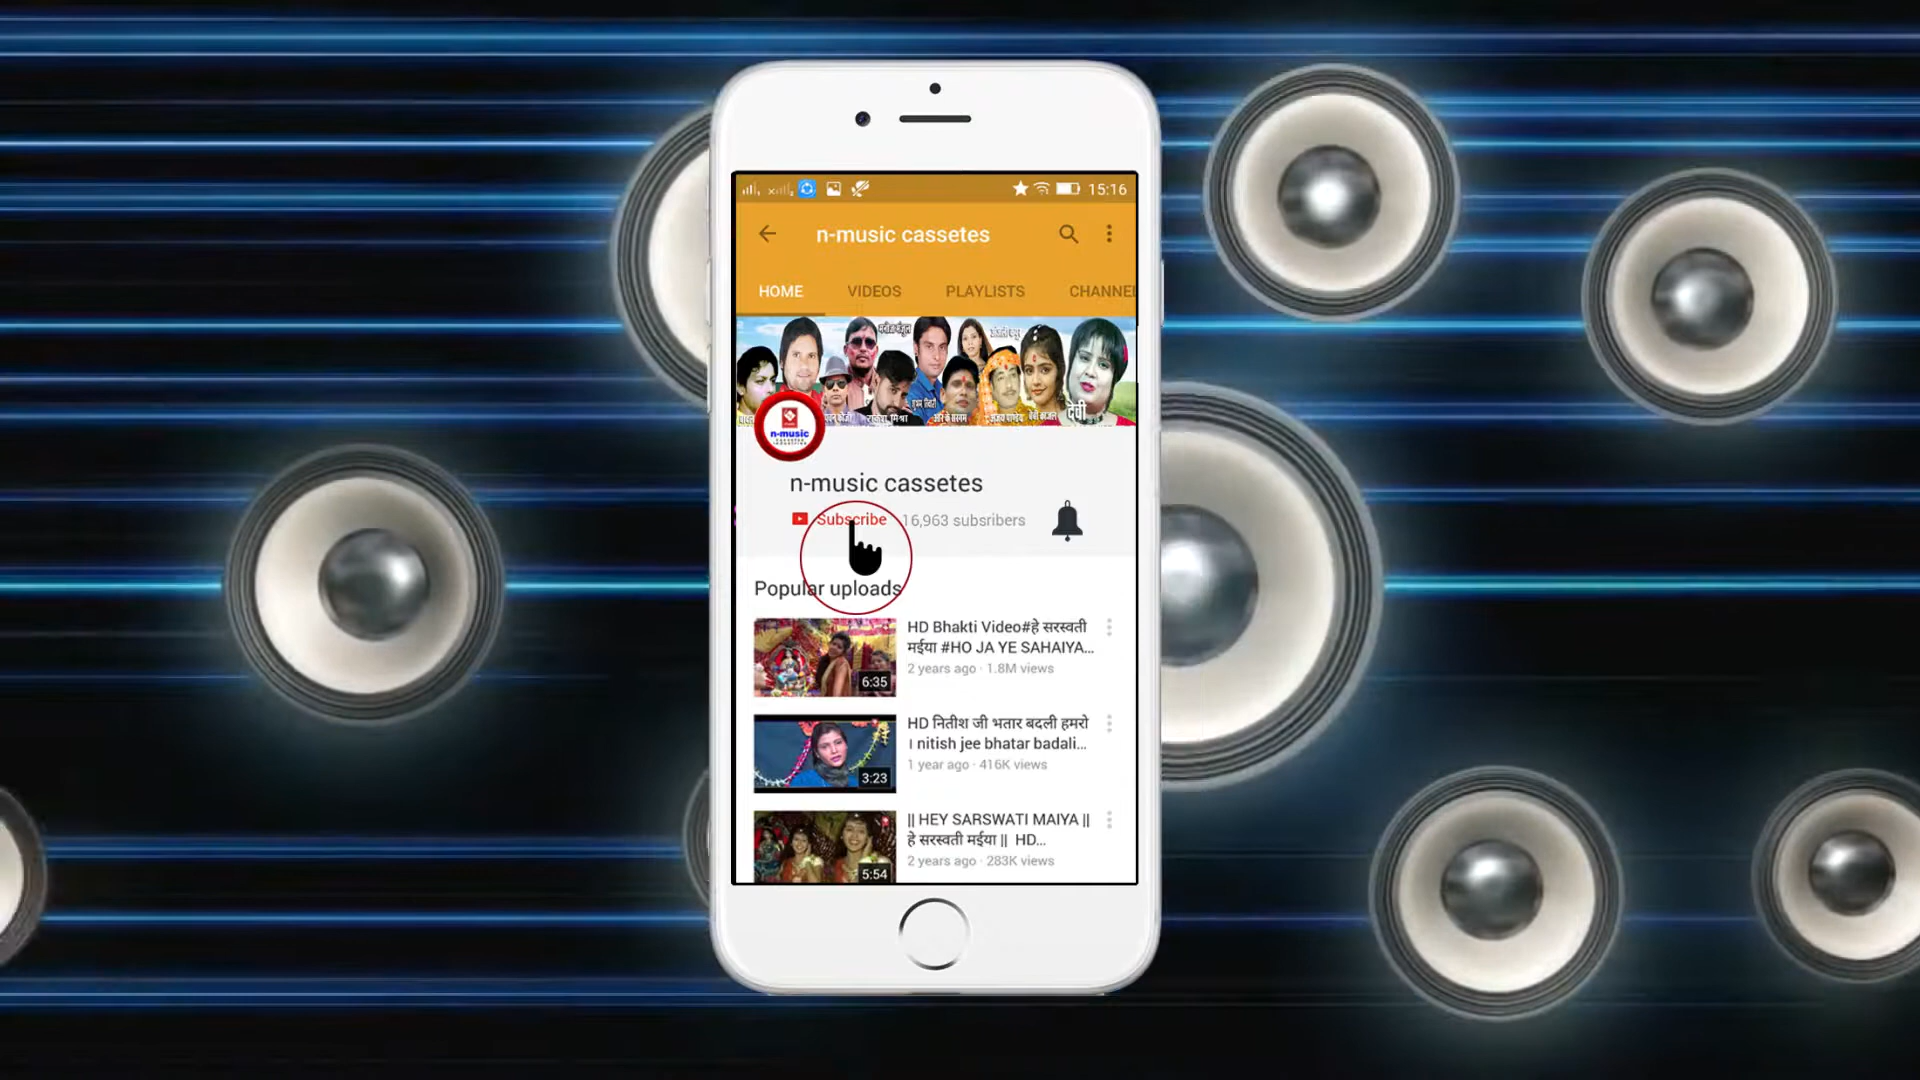 15:16
n-music cassetes
HOME VIDEOS PLAYLISTS CHANNEL
देवी
n-music
n-music cassetes
Subscribe 16,963 subsribers
Popular uploads
HD Bhakti Video#हे सरस्वती
मईया #HO JA YE SAHAIYA...
2 years ago · 1.8M views
6:35
HD नितीश जी भतार बदली हमरो
। nitish jee bhatar badali...
1 year ago · 416K views
3:23
|| HEY SARSWATI MAIYA ||
हे सरस्वती मईया || HD...
2 years ago · 283K views
5:54